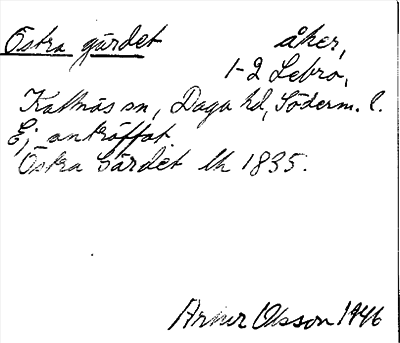 Östra gärdet åker,
1-2 Lebro,
Kattnäs sn, Daga hd, Söderm. l.
Ej anträffat.
Östra Gärdet lk 1835.
Arner Olsson 1946